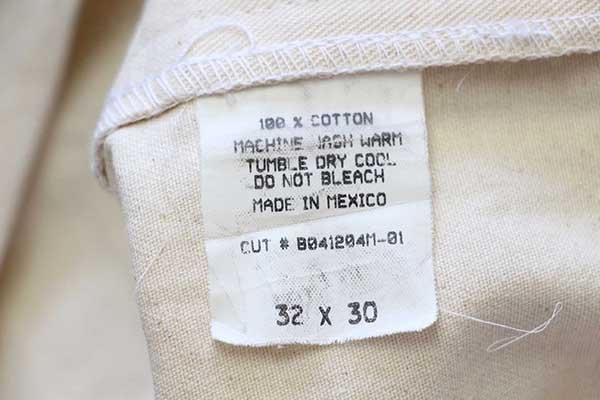 100 % COTTON
MACHINE WASH WARM
TUMBLE DRY COOL
DO NOT BLEACH
MADE IN MEXICO
CUT # B041204M-01
32 X 30